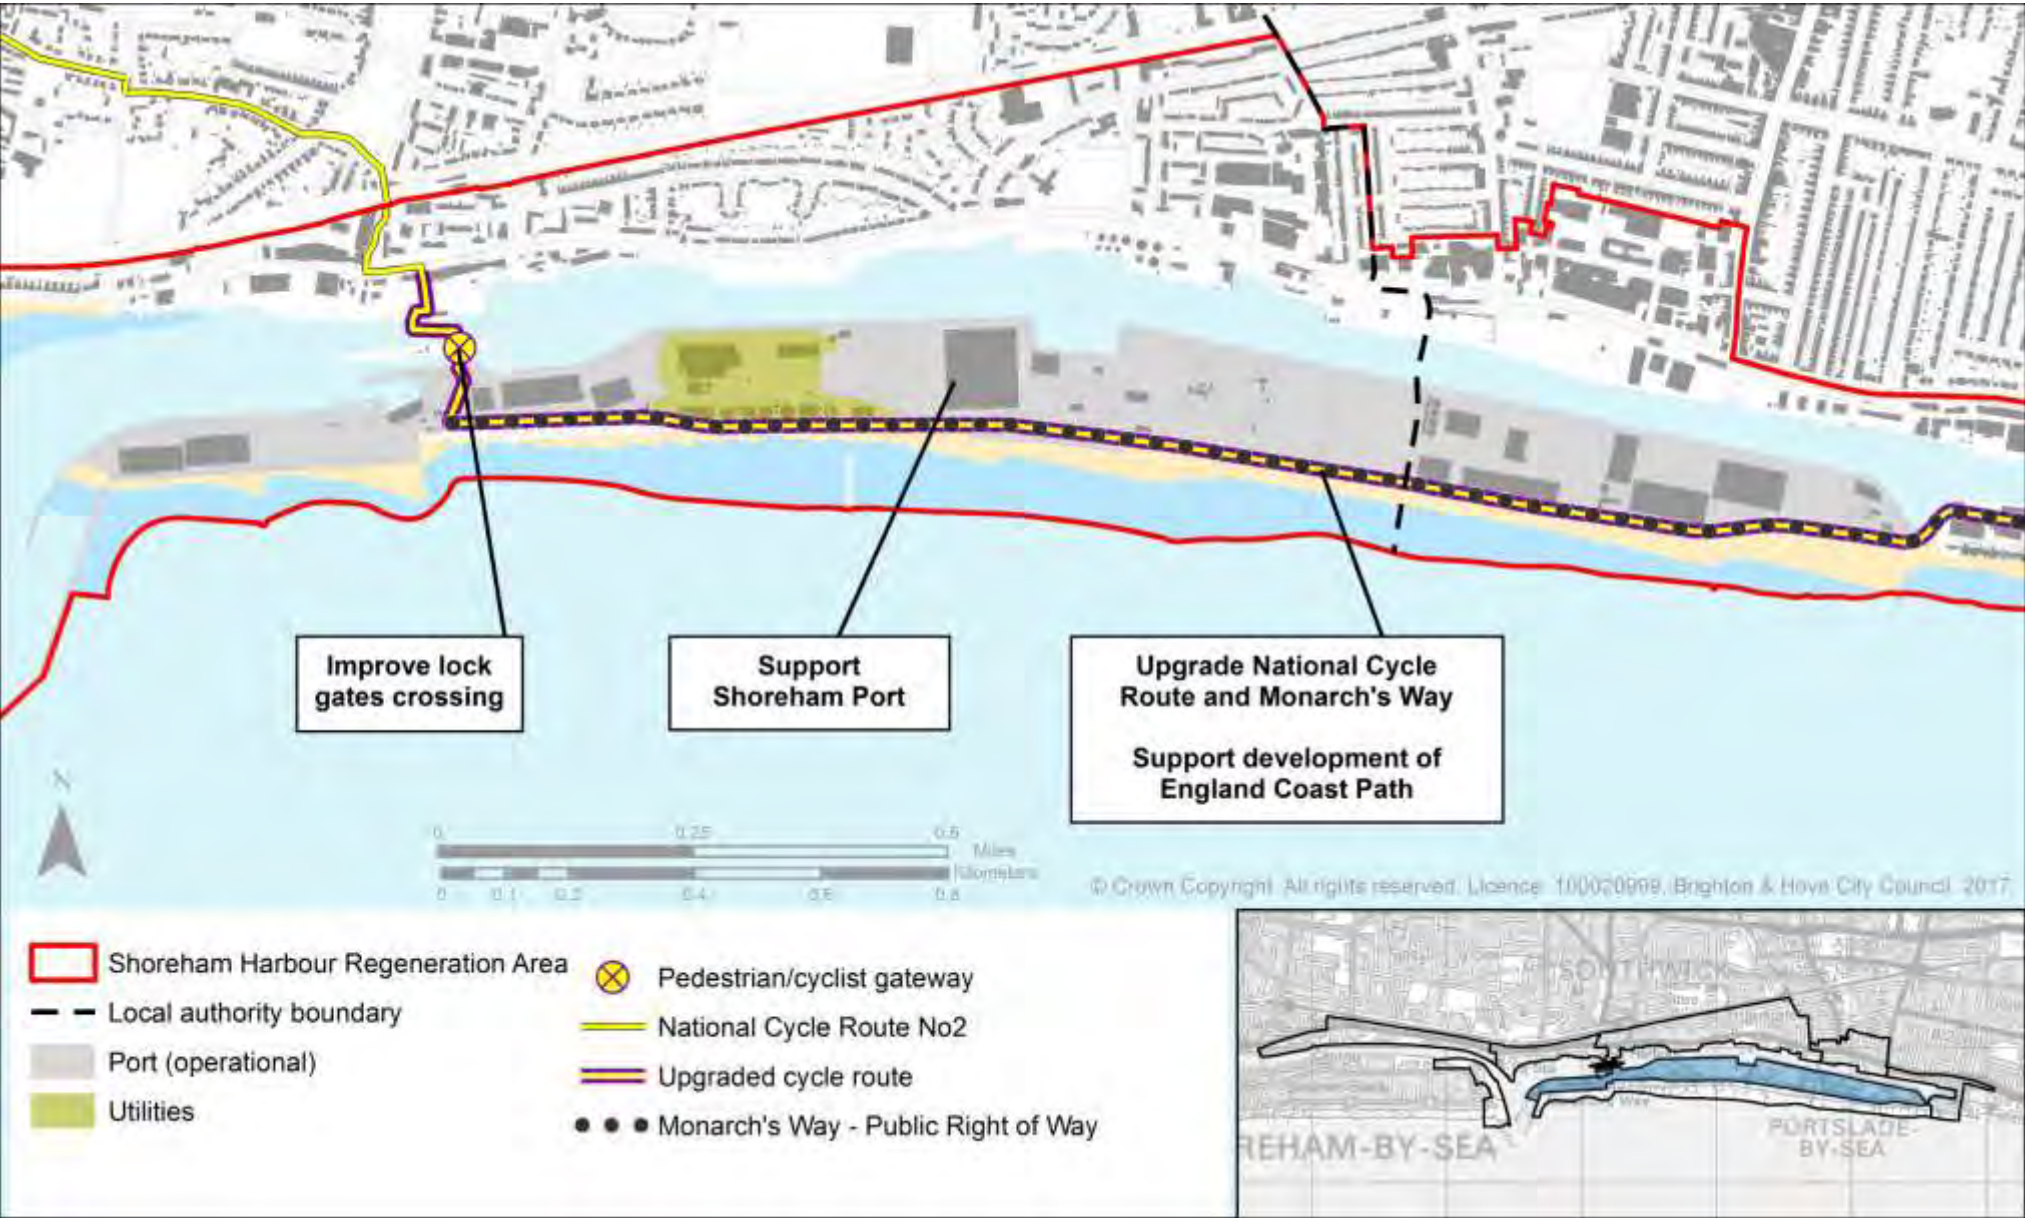 Improve lock
gates crossing
Support
Shoreham Port
Upgrade National Cycle
Route and Monarch's Way
Support development of
England Coast Path
N
0 0.25 0.5
Miles
Kilometers
0 0.1 0.2 0.4 0.6 0.8
© Crown Copyright. All rights reserved. Licence: 100020999, Brighton & Hove City Council. 2017.
Shoreham Harbour Regeneration Area
Local authority boundary
Port (operational)
Utilities
Pedestrian/cyclist gateway
National Cycle Route No2
Upgraded cycle route
Monarch's Way - Public Right of Way
SOUTHWICK
REHAM-BY-SEA
PORTSLADE-
BY-SEA